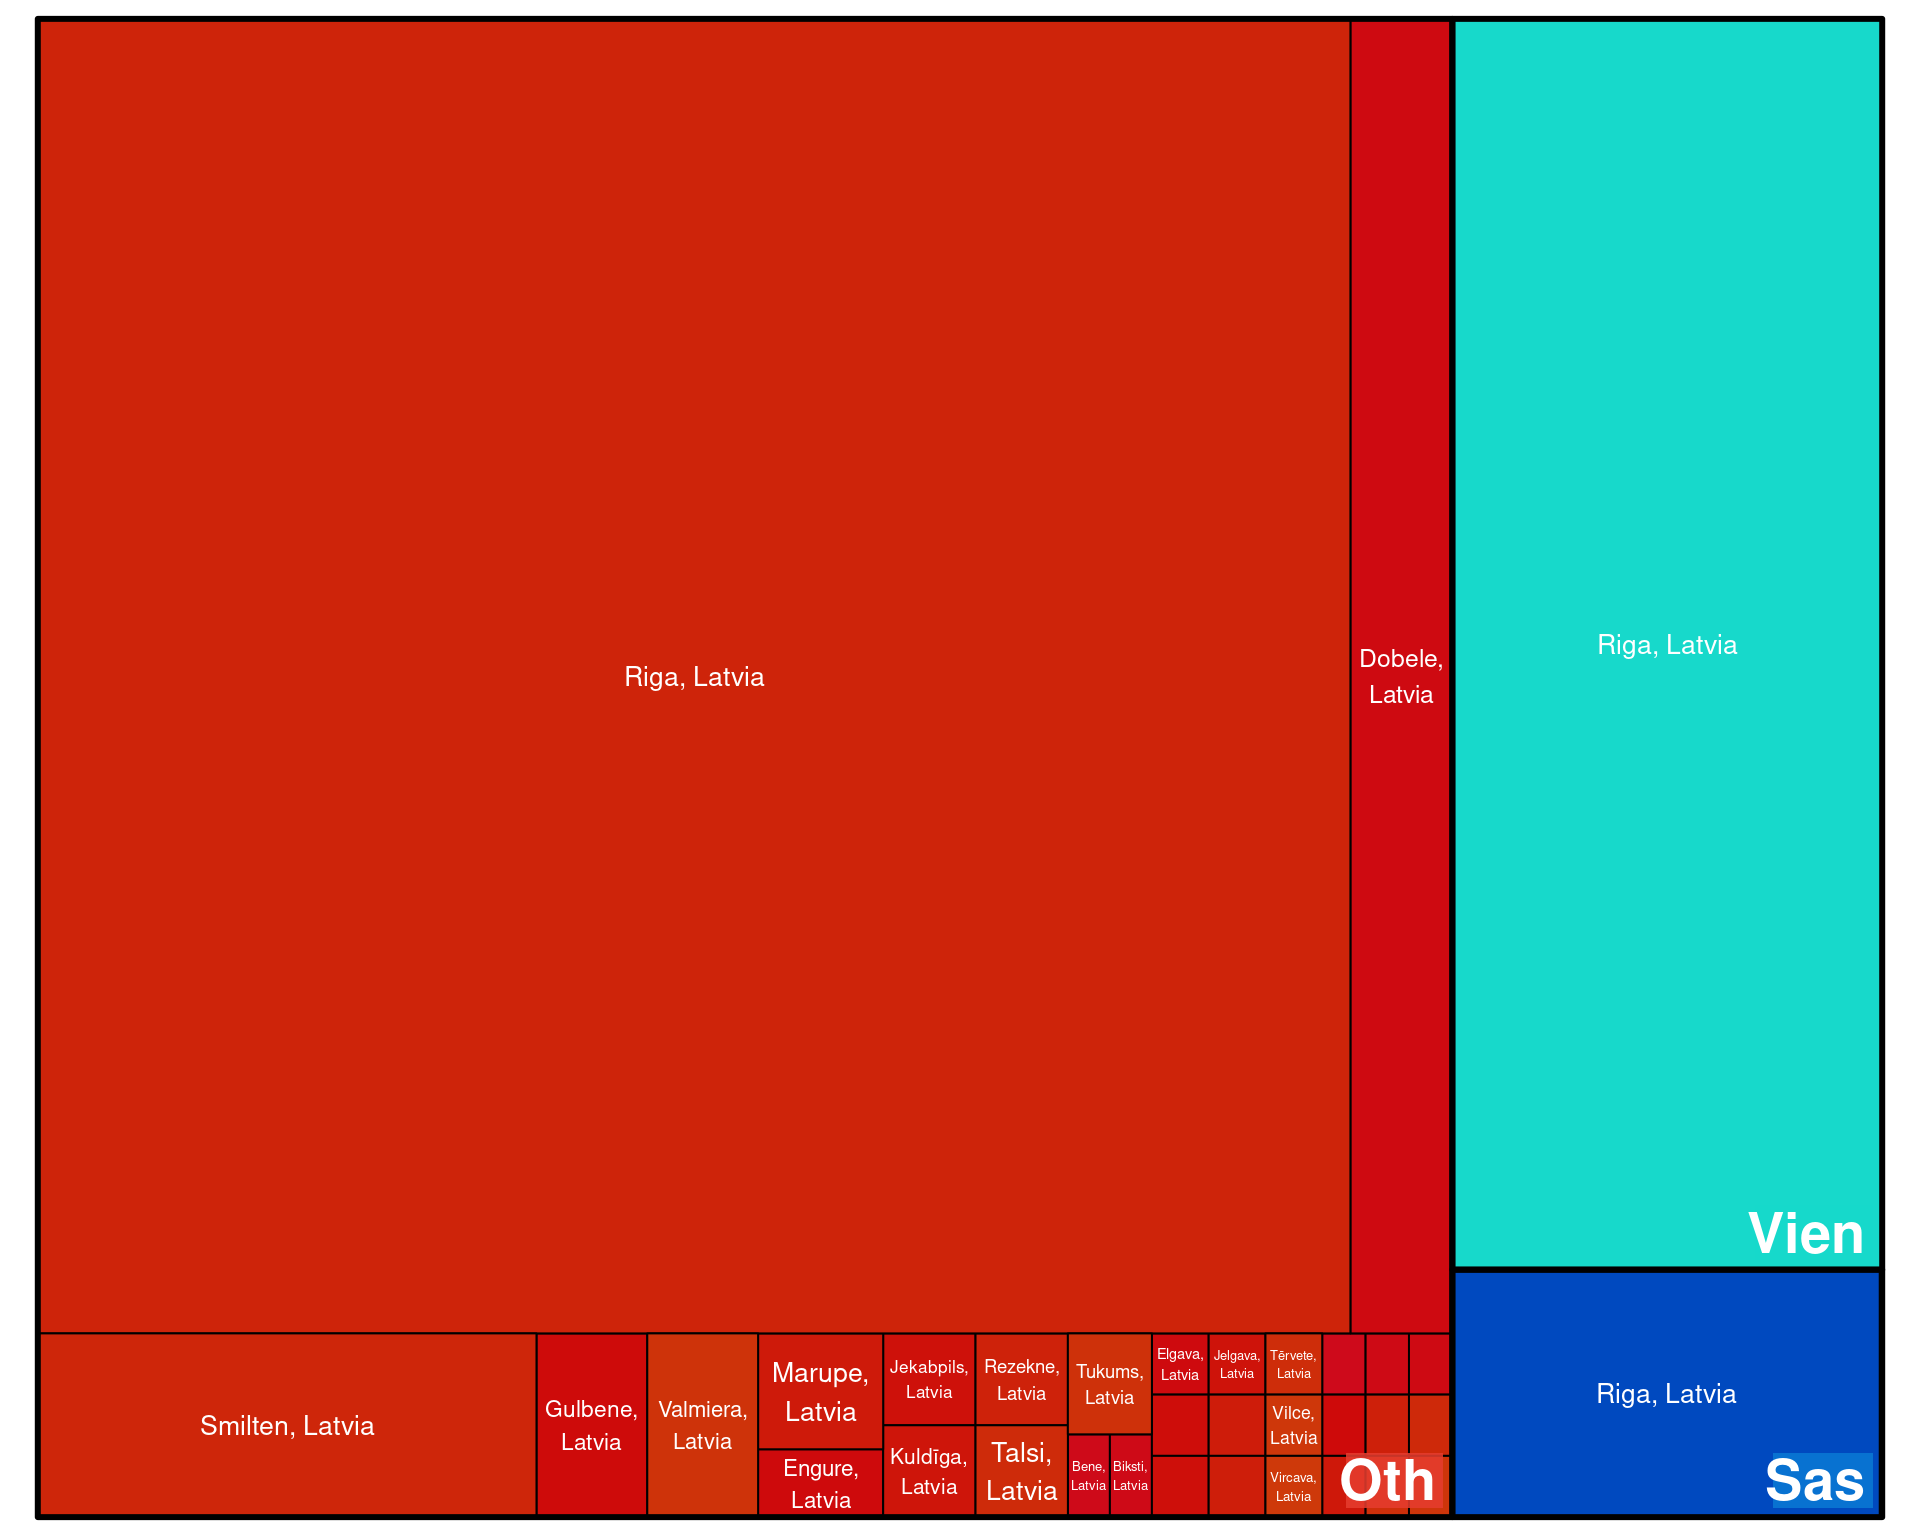 Riga, Latvia
Dobele,
Latvia
Riga, Latvia
Vien
Smilten, Latvia
Gulbene,
Latvia
Valmiera,
Latvia
Marupe,
Latvia
Engure,
Latvia
Jekabpils,
Latvia
Kuldīga,
Latvia
Rezekne,
Latvia
Talsi,
Latvia
Tukums,
Latvia
Bene,
Latvia
Biksti,
Latvia
Elgava,
Latvia
Jelgava,
Latvia
Tērvete,
Latvia
Vilce,
Latvia
Vircava,
Latvia
Oth
Riga, Latvia
Sas